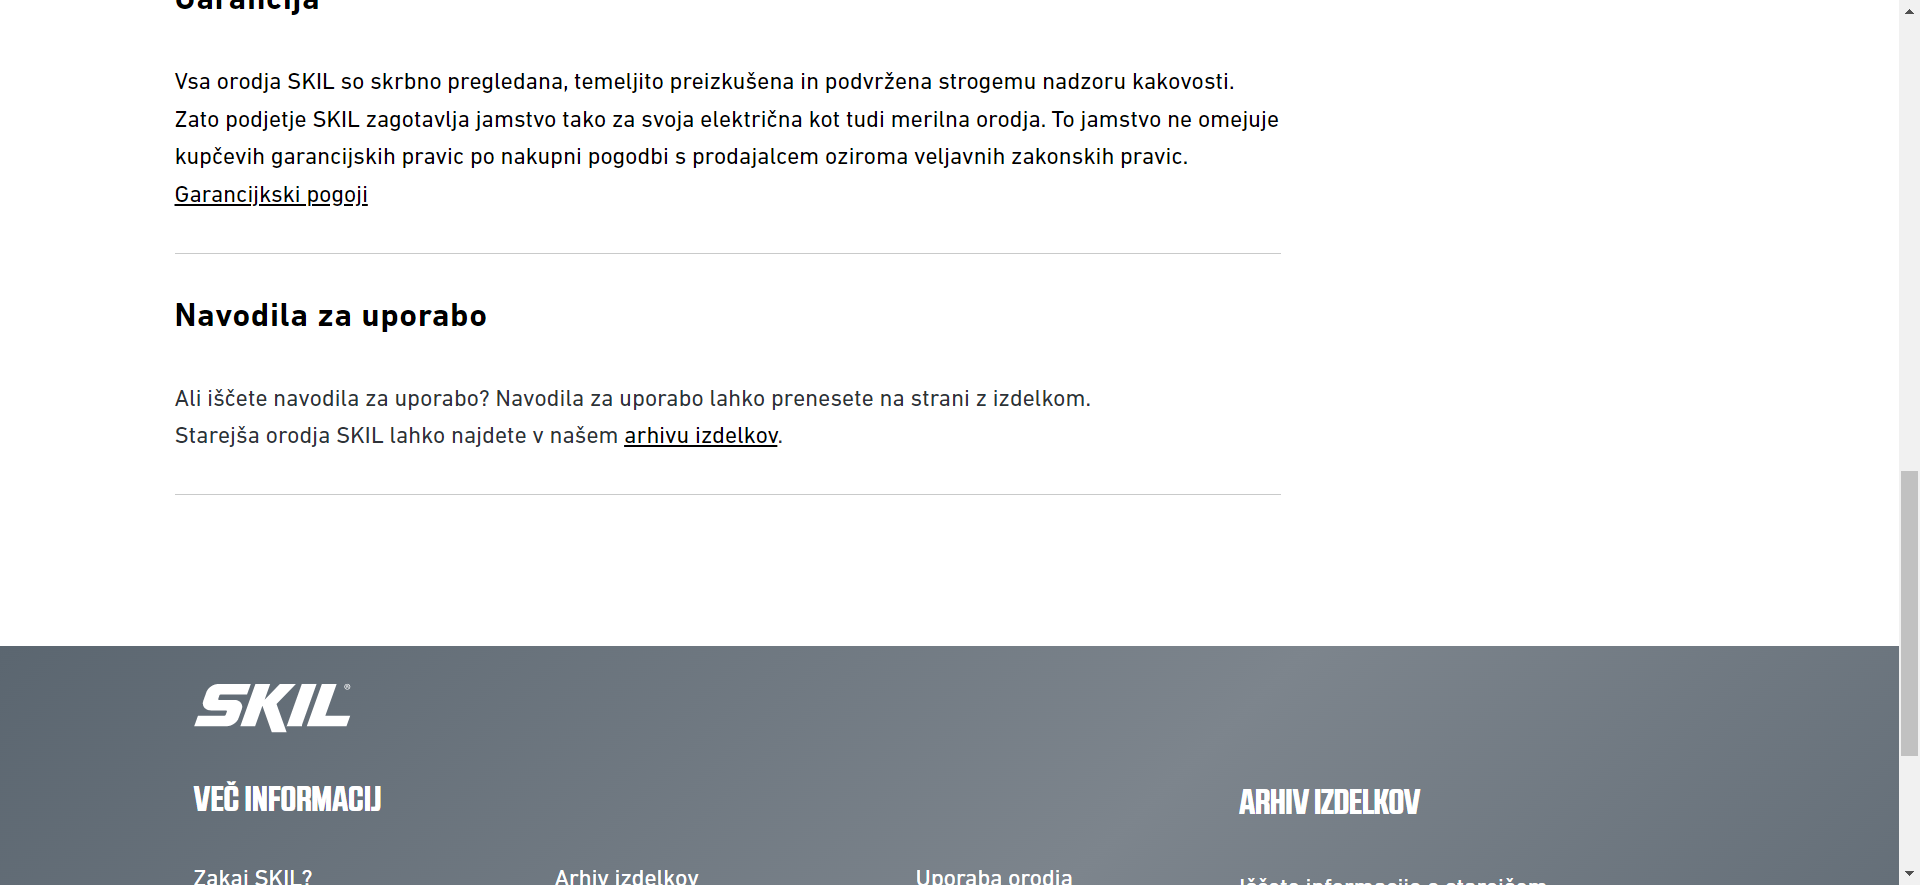 Garancija
Vsa orodja SKIL so skrbno pregledana, temeljito preizkušena in podvržena strogemu nadzoru kakovosti.
Zato podjetje SKIL zagotavlja jamstvo tako za svoja električna kot tudi merilna orodja. To jamstvo ne omejuje
kupčevih garancijskih pravic po nakupni pogodbi s prodajalcem oziroma veljavnih zakonskih pravic.
Garancijkski pogoji
Navodila za uporabo
Ali iščete navodila za uporabo? Navodila za uporabo lahko prenesete na strani z izdelkom.
Starejša orodja SKIL lahko najdete v našem arhivu izdelkov.
SKIL®
VEČ INFORMACIJ
ARHIV IZDELKOV
Zakaj SKIL?
Arhiv izdelkov
Uporaba orodja
Iščete informacije o starejšem